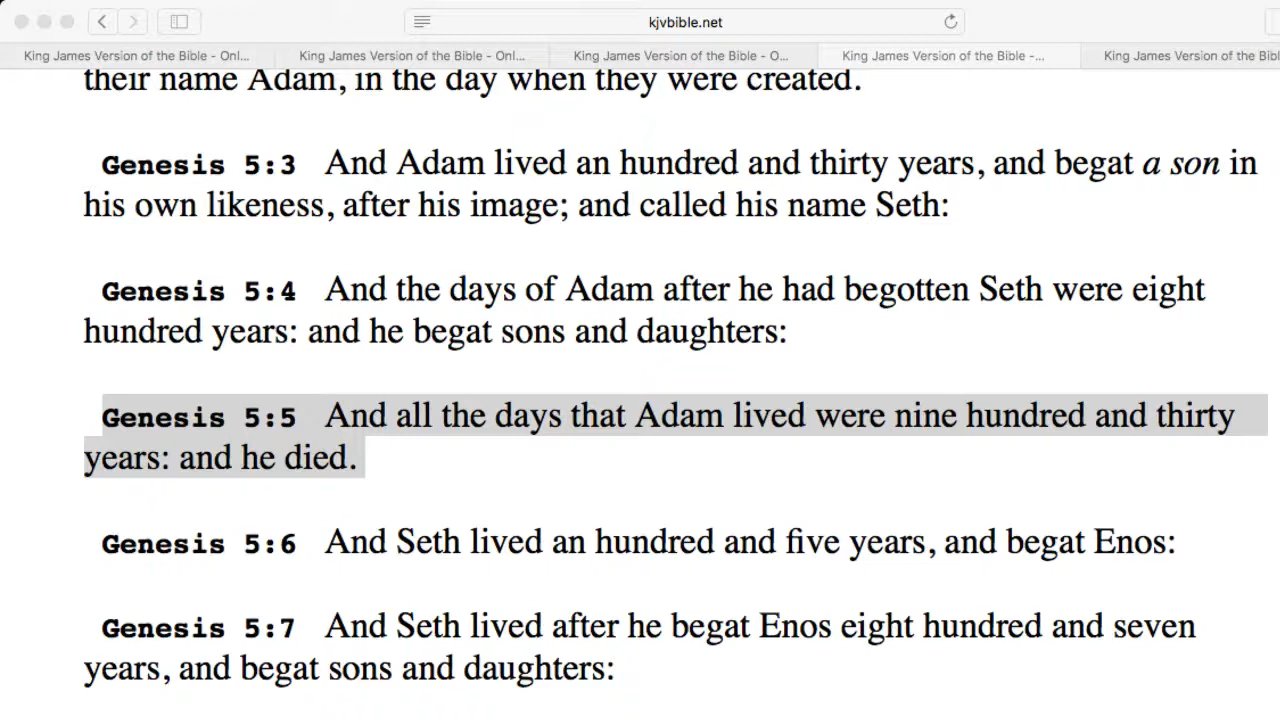 kjvbible.net
King James Version of the Bible - Onl... King James Version of the Bible - Onl... King James Version of the Bible - O... King James Version of the Bible -... King James Version of the Bibl
their name Adam, in the day when they were created.
Genesis 5:3 And Adam lived an hundred and thirty years, and begat a son in
his own likeness, after his image; and called his name Seth:
Genesis 5:4 And the days of Adam after he had begotten Seth were eight
hundred years: and he begat sons and daughters:
Genesis 5:5 And all the days that Adam lived were nine hundred and thirty
years: and he died.
Genesis 5:6 And Seth lived an hundred and five years, and begat Enos:
Genesis 5:7 And Seth lived after he begat Enos eight hundred and seven
years, and begat sons and daughters: